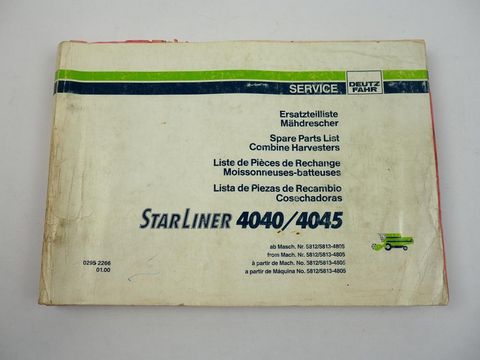 SERVICE
DEUTZ
FAHR
Ersatzteilliste
Mähdrescher
Spare Parts List
Combine Harvesters
Liste de Pièces de Rechange
Moissonneuses-batteuses
Lista de Piezas de Recambio
Cosechadoras
STARLINER 4040/4045
ab Masch. Nr. 5812/5813-4805
from Mach. Nr. 5812/5813-4805
à partir de Mach. No. 5812/5813-4805
a partir de Máquina No. 5812/5813-4805
0295 2266
01.00